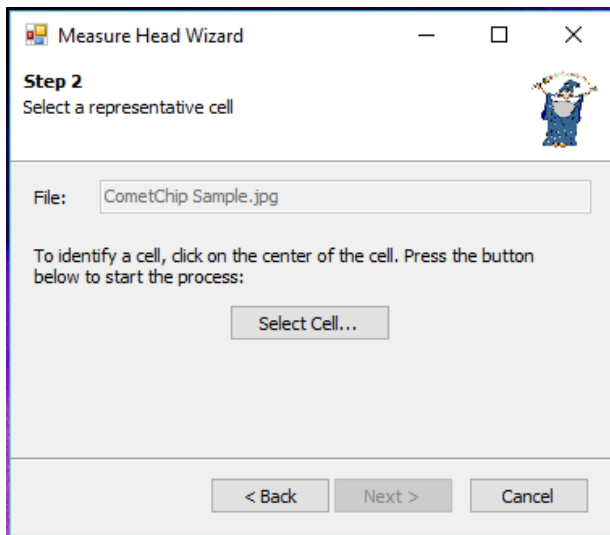 Measure Head Wizard
Step 2
Select a representative cell
File: CometChip Sample.jpg
To identify a cell, click on the center of the cell. Press the button
below to start the process:
Select Cell...
< Back Next > Cancel